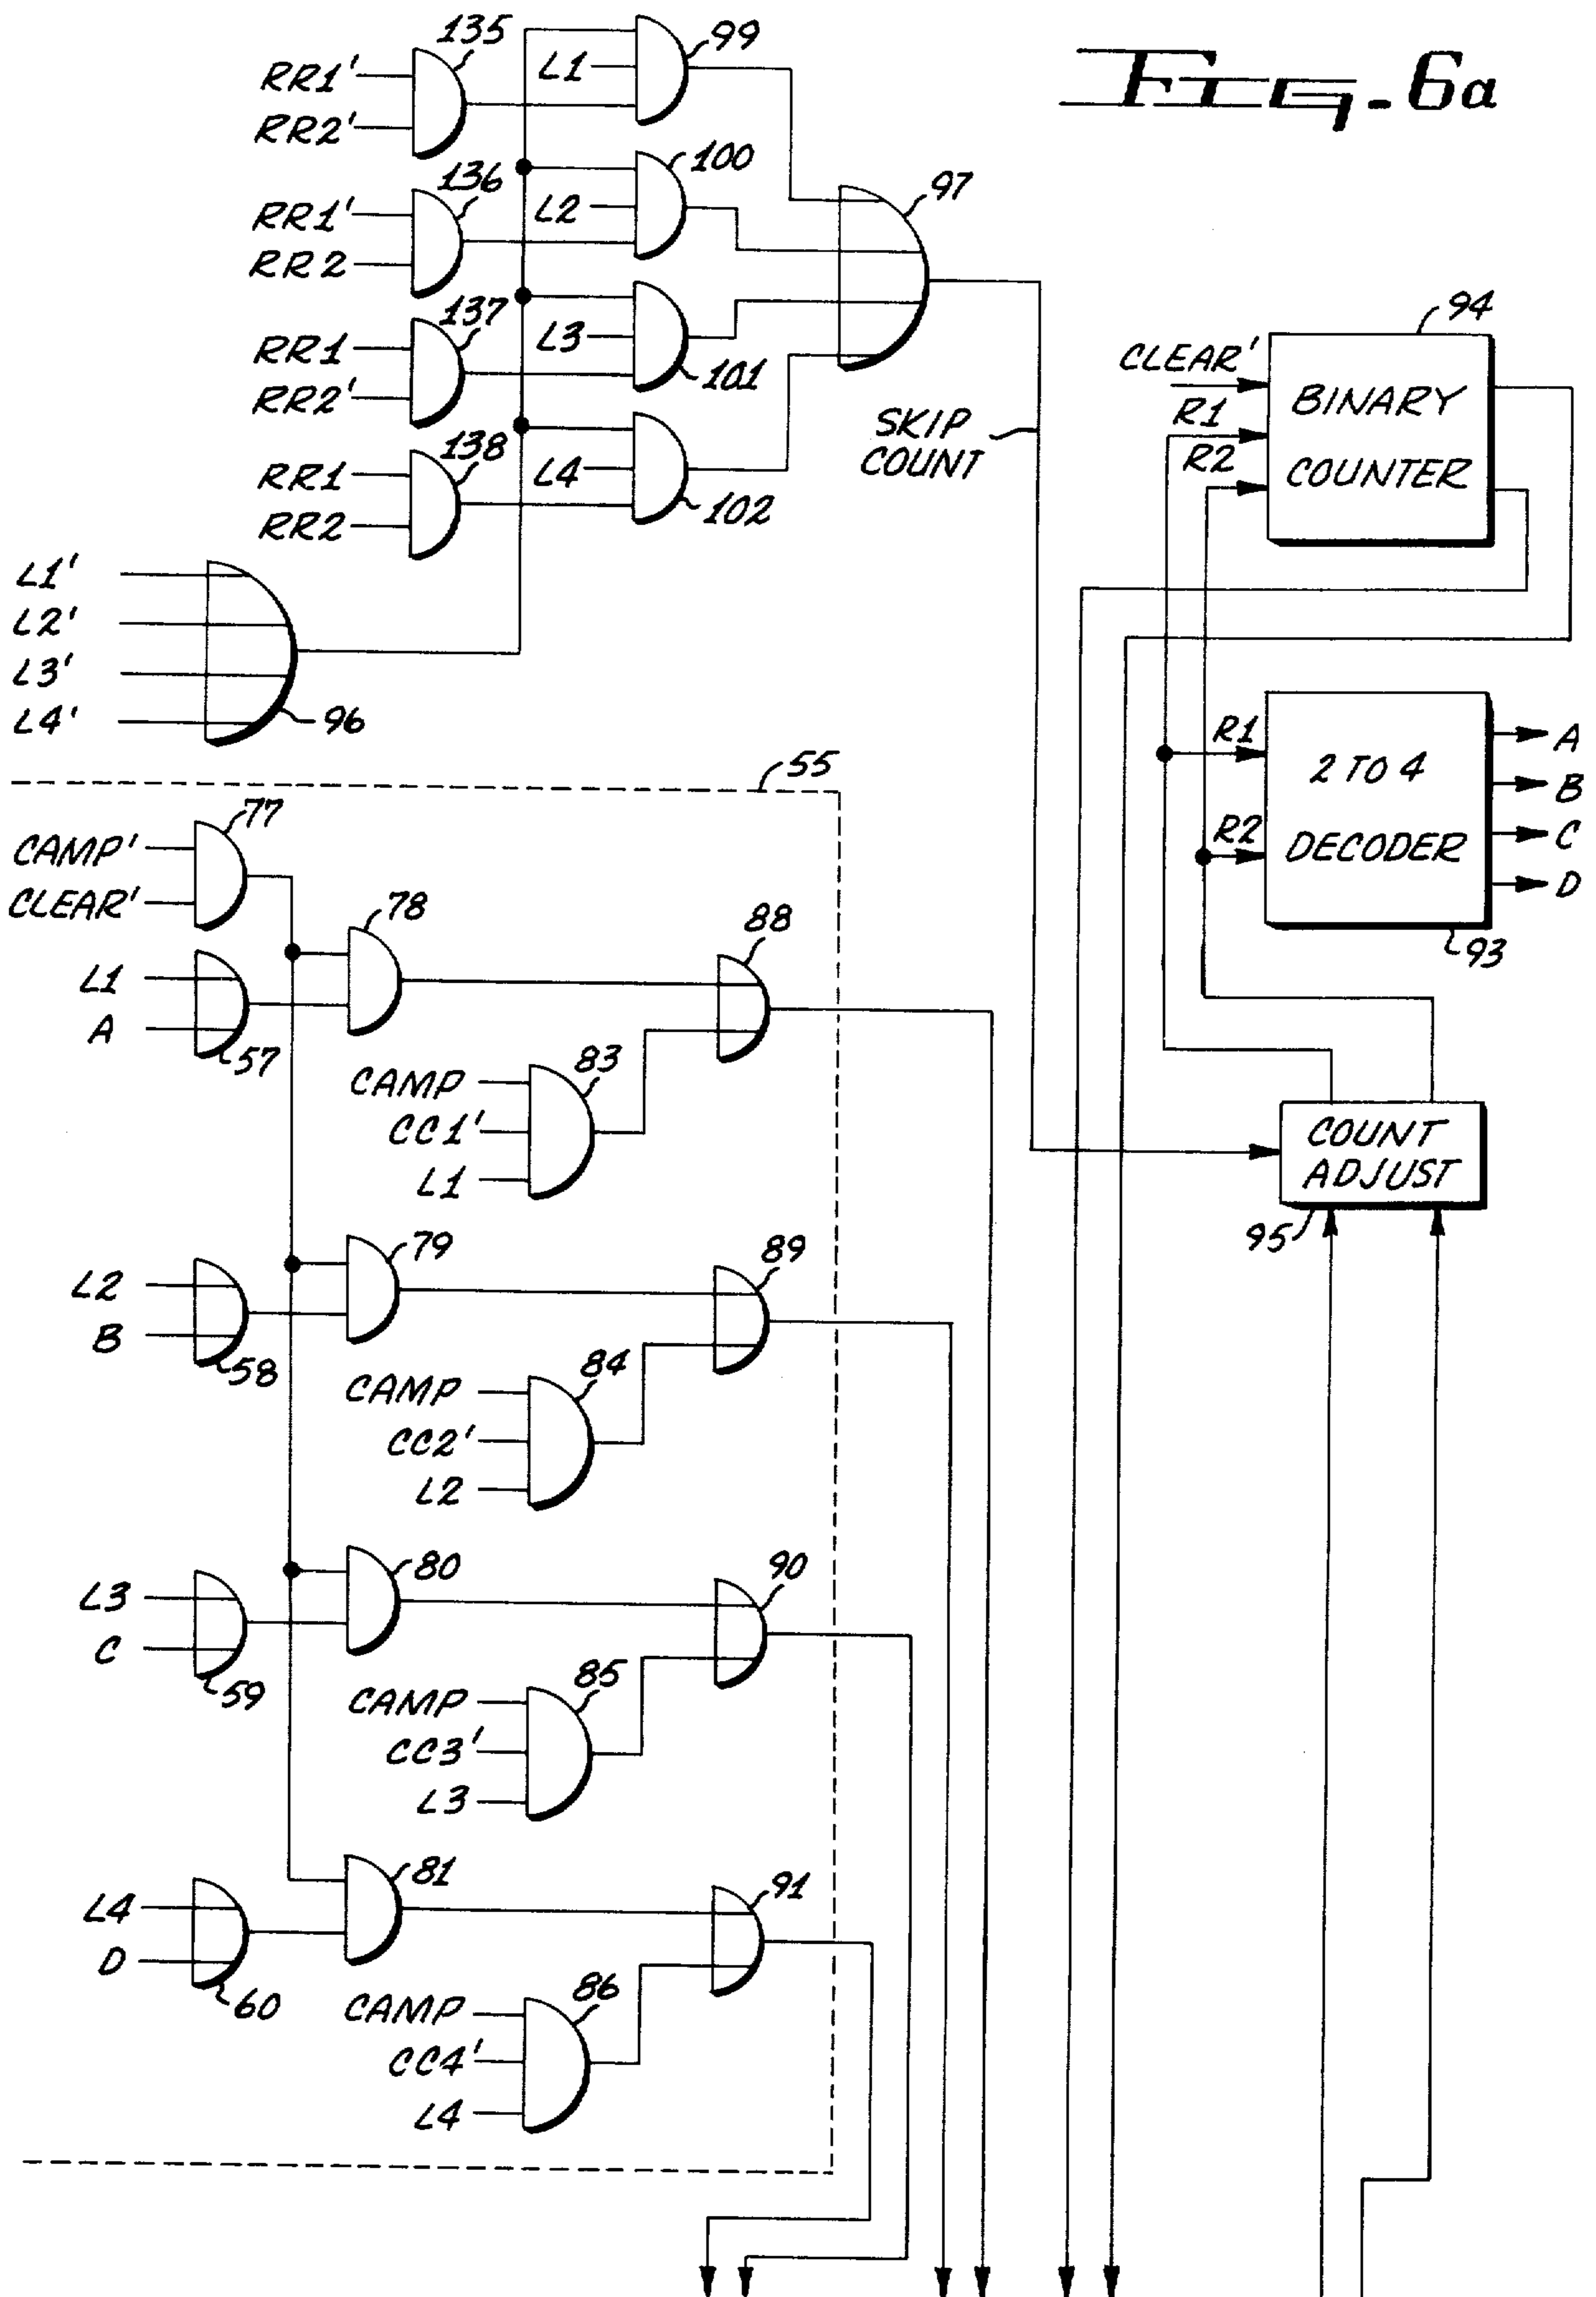 Fig. 6a
135
99
RR1'
L1
RR2'
136
100
97
RR1'
L2
RR2
137
L3
RR1
101
RR2'
138
SKIP
COUNT
RR1
L4
RR2
102
94
CLEAR'
R1
R2
BINARY
COUNTER
L1'
L2'
L3'
L4'
96
R1
R2
2 TO 4
DECODER
A
B
C
D
93
55
77
CAMP'
CLEAR'
78
88
L1
A
57
83
CAMP
CC1'
L1
COUNT
ADJUST
95
79
89
L2
B
58
84
CAMP
CC2'
L2
80
90
L3
C
59
85
CAMP
CC3'
L3
81
91
L4
D
60
86
CAMP
CC4'
L4